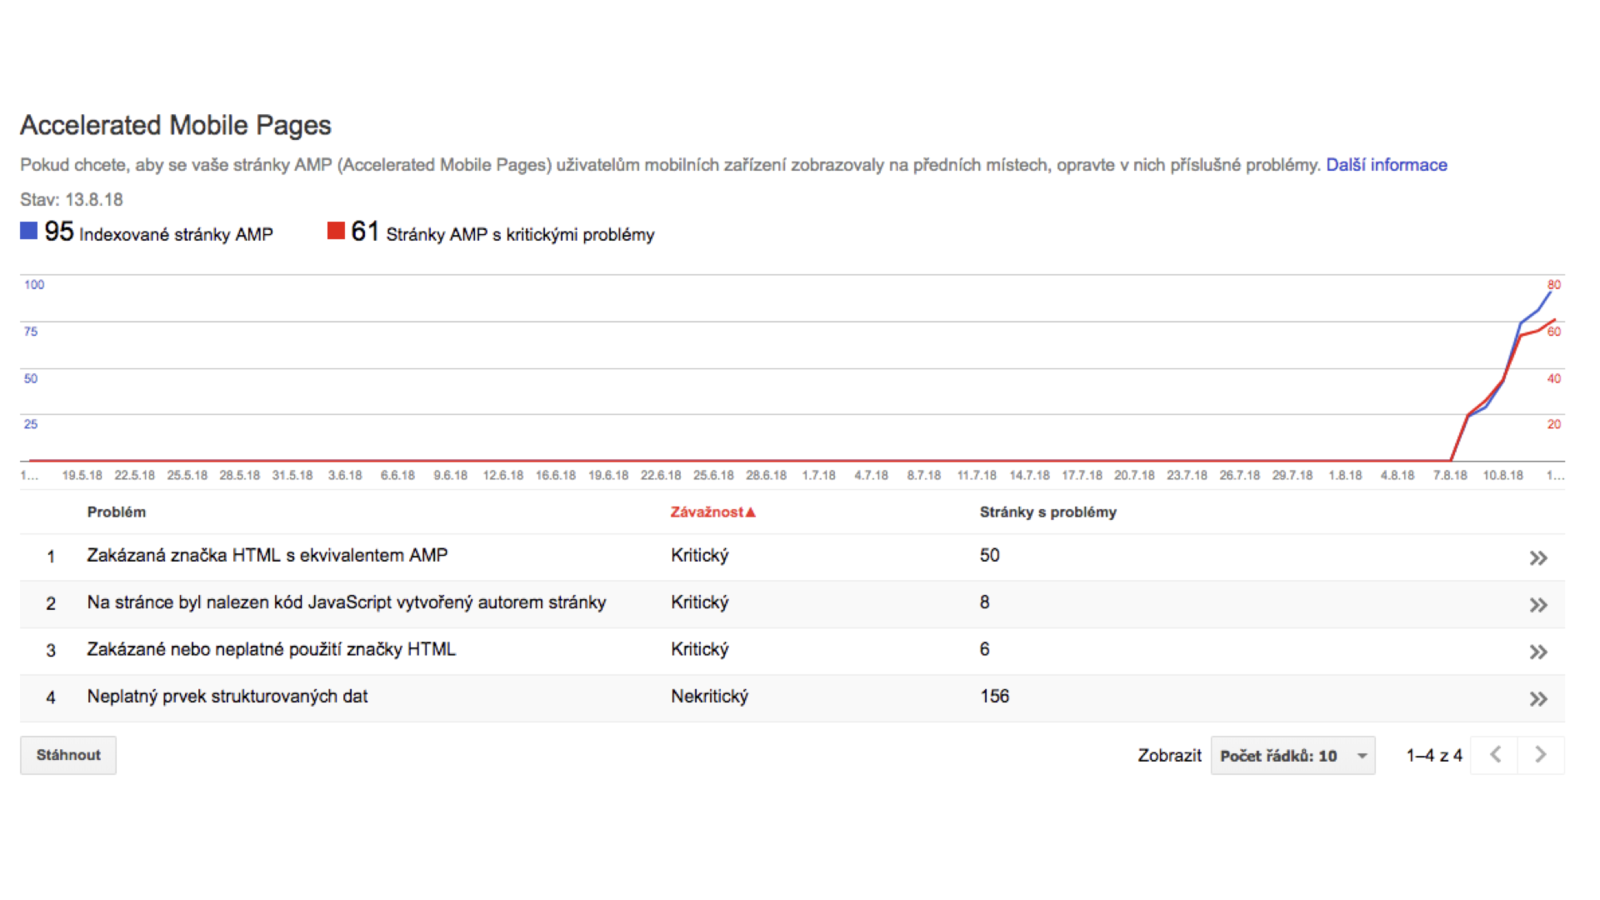 Accelerated Mobile Pages
Pokud chcete, aby se vaše stránky AMP (Accelerated Mobile Pages) uživatelům mobilních zařízení zobrazovaly na předních místech, opravte v nich příslušné problémy. Další informace
Stav: 13.8.18
95 Indexované stránky AMP 61 Stránky AMP s kritickými problémy
100 80
75 60
50 40
25 20
1... 19.5.18 22.5.18 25.5.18 28.5.18 31.5.18 3.6.18 6.6.18 9.6.18 12.6.18 16.6.18 19.6.18 22.6.18 25.6.18 28.6.18 1.7.18 4.7.18 8.7.18 11.7.18 14.7.18 17.7.18 20.7.18 23.7.18 26.7.18 29.7.18 1.8.18 4.8.18 7.8.18 10.8.18 1...
Problém Závažnost▲ Stránky s problémy
1 Zakázaná značka HTML s ekvivalentem AMP Kritický 50
2 Na stránce byl nalezen kód JavaScript vytvořený autorem stránky Kritický 8
3 Zakázané nebo neplatné použití značky HTML Kritický 6
4 Neplatný prvek strukturovaných dat Nekritický 156
Stáhnout Zobrazit Počet řádků: 10 1–4 z 4